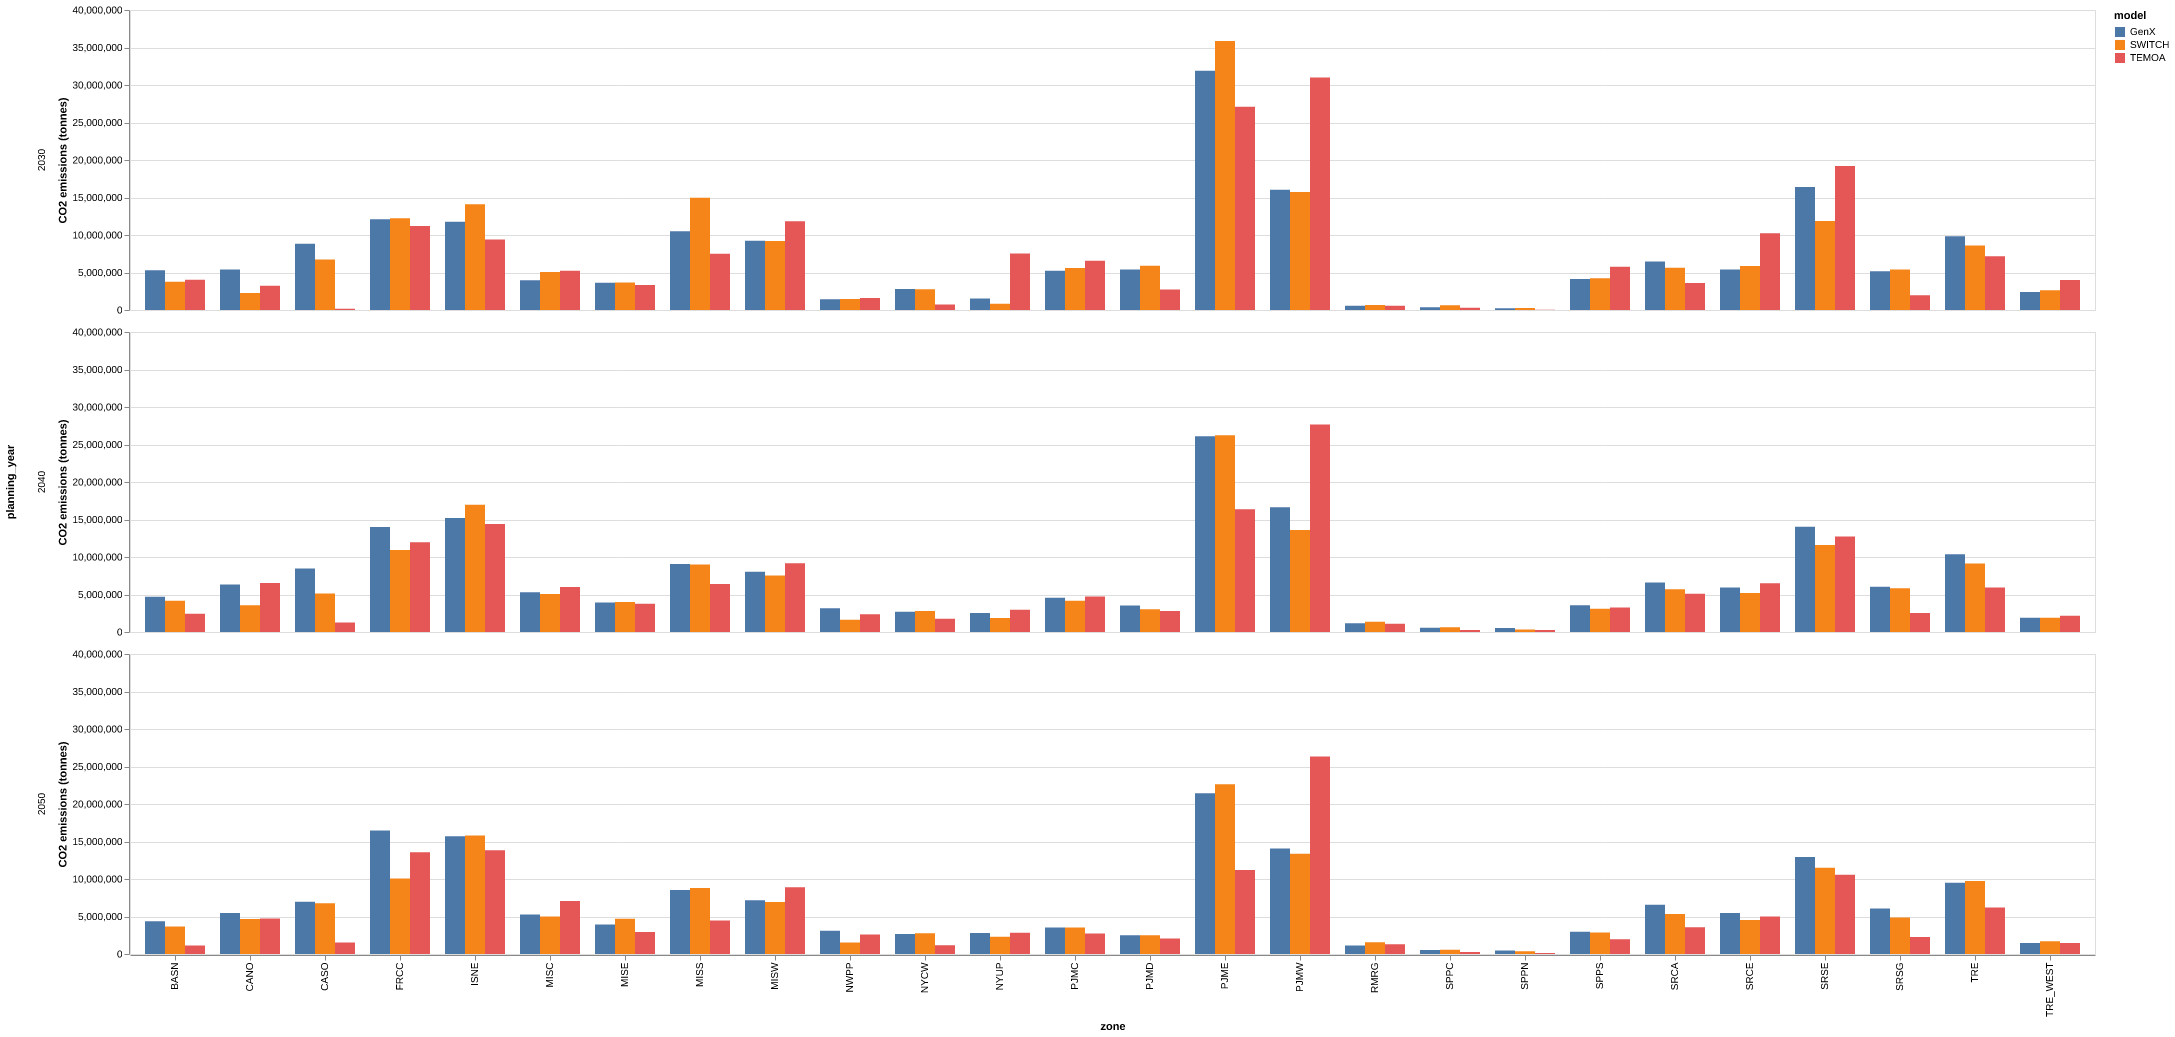 model
GenX
SWITCH
TEMOA
planning_year
2030
CO2 emissions (tonnes)
40,000,000
35,000,000
30,000,000
25,000,000
20,000,000
15,000,000
10,000,000
5,000,000
0
2040
CO2 emissions (tonnes)
40,000,000
35,000,000
30,000,000
25,000,000
20,000,000
15,000,000
10,000,000
5,000,000
0
2050
CO2 emissions (tonnes)
40,000,000
35,000,000
30,000,000
25,000,000
20,000,000
15,000,000
10,000,000
5,000,000
0
BASN
CANO
CASO
FRCC
ISNE
MISC
MISE
MISS
MISW
NWPP
NYCW
NYUP
PJMC
PJMD
PJME
PJMW
RMRG
SPPC
SPPN
SPPS
SRCA
SRCE
SRSE
SRSG
TRE
TRE_WEST
zone